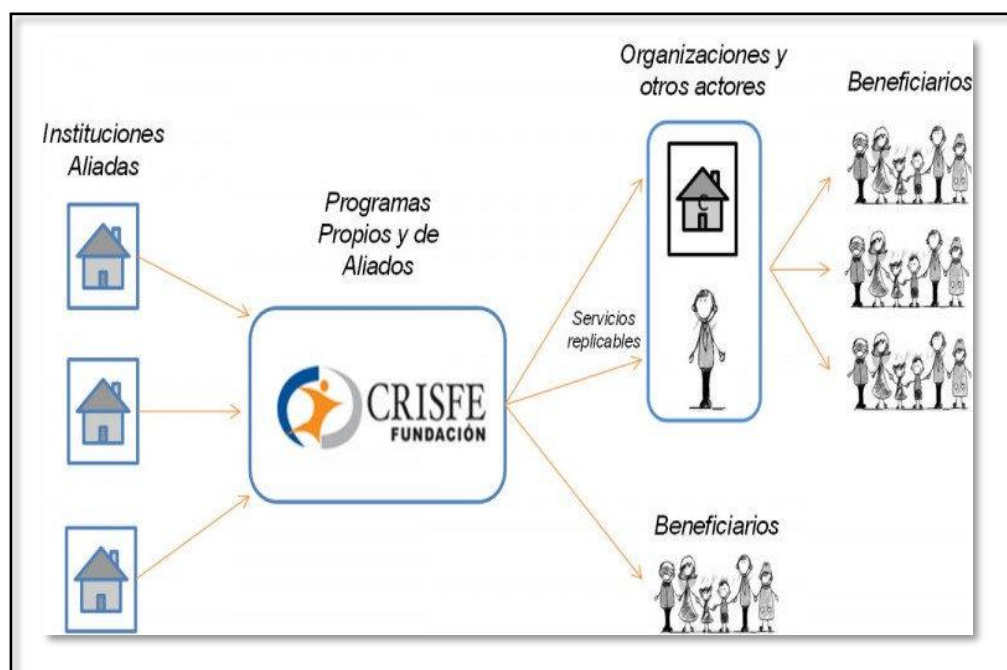 Instituciones
Aliadas
Programas
Propios y de
Aliados
CRISFE
FUNDACIÓN
Servicios
replicables
Organizaciones y
otros actores
C
Beneficiarios
Beneficiarios